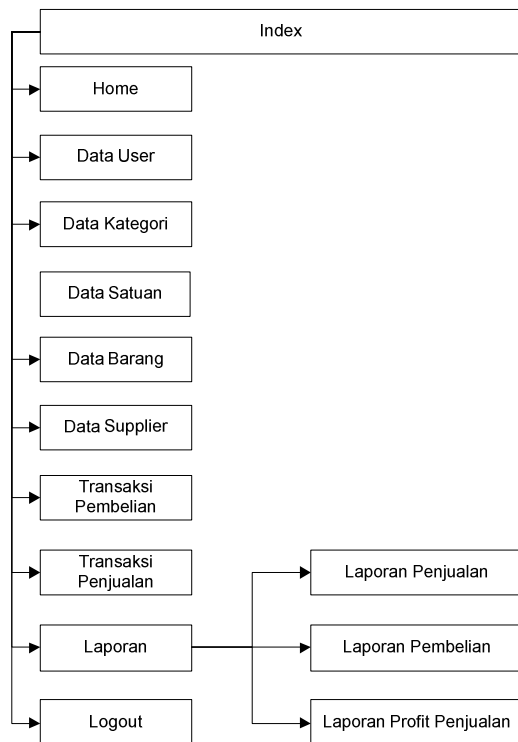 Index
Home
Data User
Data Kategori
Data Satuan
Data Barang
Data Supplier
Transaksi
Pembelian
Transaksi
Penjualan
Laporan Penjualan
Laporan
Laporan Pembelian
Logout
Laporan Profit Penjualan